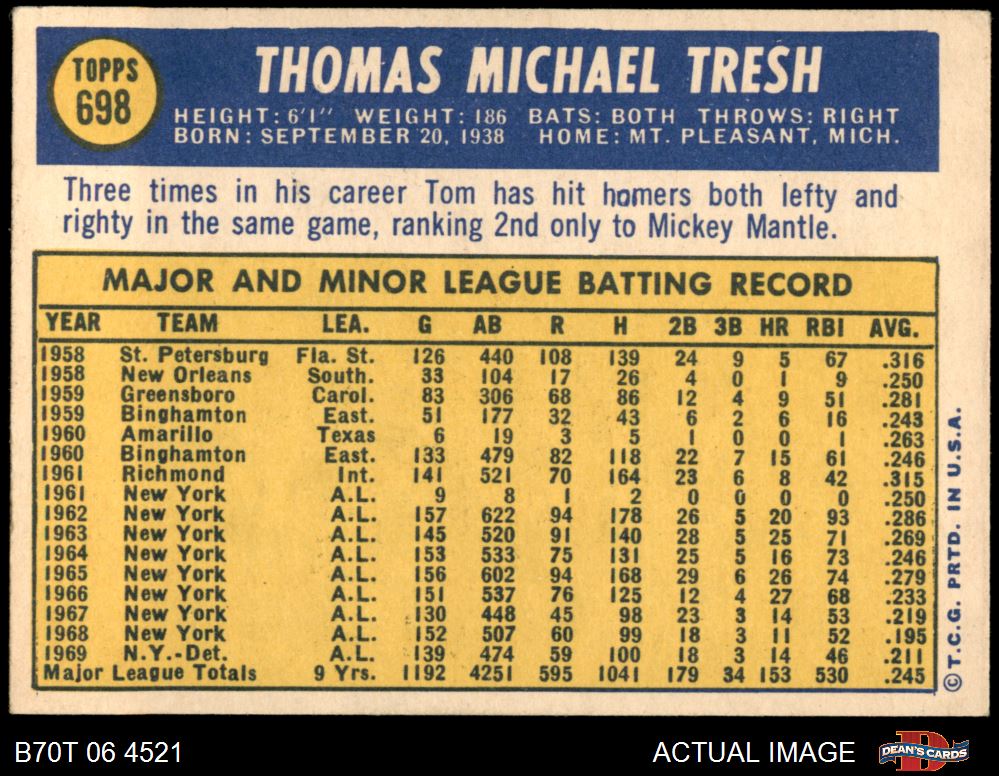 TOPPS
698
THOMAS MICHAEL TRESH
HEIGHT: 6'1" WEIGHT: 186 BATS: BOTH THROWS: RIGHT
BORN: SEPTEMBER 20, 1938 HOME: MT. PLEASANT, MICH.
Three times in his career Tom has hit homers both lefty and
righty in the same game, ranking 2nd only to Mickey Mantle.
MAJOR AND MINOR LEAGUE BATTING RECORD
YEAR TEAM LEA. G AB R H 2B 3B HR RBI AVG.
1958 St. Petersburg Fla. St. 126 440 108 139 24 9 5 67 .316
1958 New Orleans South. 33 104 17 26 4 0 1 9 .250
1959 Greensboro Carol. 83 306 68 86 12 4 9 51 .281
1959 Binghamton East. 51 177 32 43 6 2 6 16 .243
1960 Amarillo Texas 6 19 3 5 1 0 0 1 .263
1960 Binghamton East. 133 479 82 118 22 7 15 61 .246
1961 Richmond Int. 141 521 70 164 23 6 8 42 .315
1961 New York A.L. 9 8 1 2 0 0 0 0 .250
1962 New York A.L. 157 622 94 178 26 5 20 93 .286
1963 New York A.L. 145 520 91 140 28 5 25 71 .269
1964 New York A.L. 153 533 75 131 25 5 16 73 .246
1965 New York A.L. 156 602 94 168 29 6 26 74 .279
1966 New York A.L. 151 537 76 125 12 4 27 68 .233
1967 New York A.L. 130 448 45 98 23 3 14 53 .219
1968 New York A.L. 152 507 60 99 18 3 11 52 .195
1969 N.Y.-Det. A.L. 139 474 59 100 18 3 14 46 .211
Major League Totals 9 Yrs. 1192 4251 595 1041 179 34 153 530 .245
© T.C.G. PRTD. IN U.S.A.
B70T 06 4521
ACTUAL IMAGE
DEAN'S CARDS